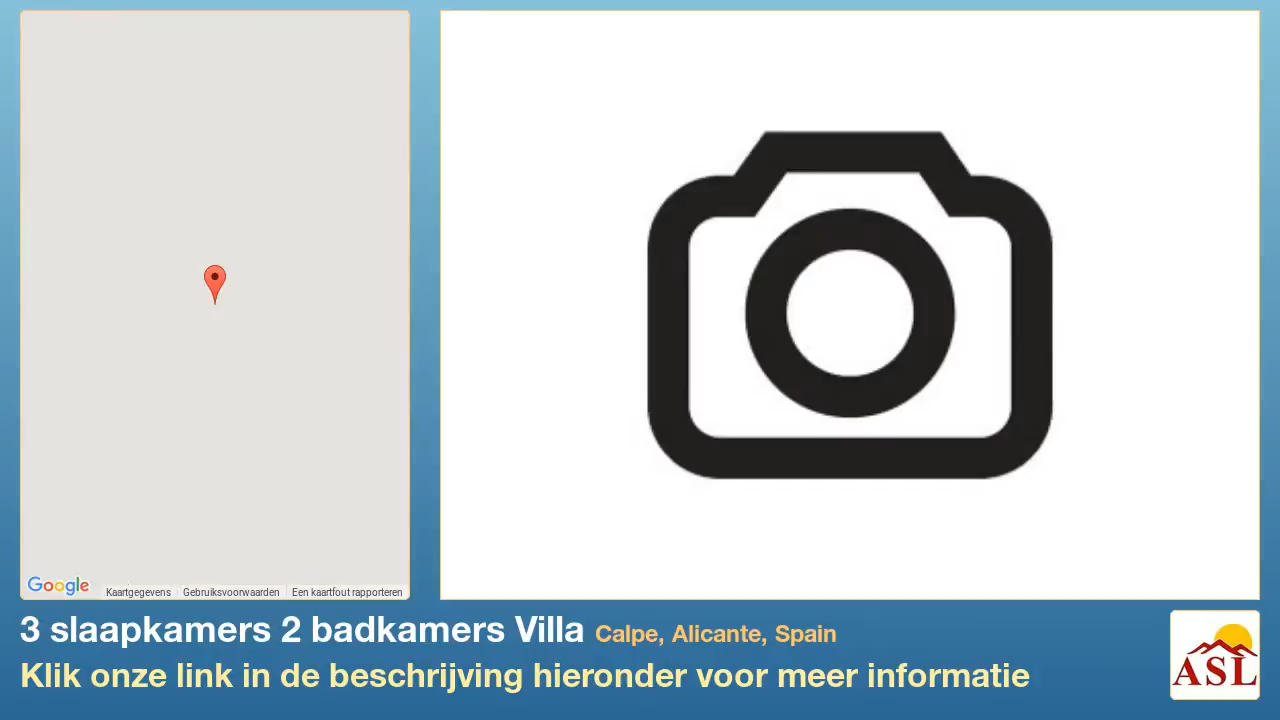 Google
Kaartgegevens
Gebruiksvoorwaarden
Een kaartfout rapporteren
3 slaapkamers 2 badkamers Villa Calpe, Alicante, Spain
Klik onze link in de beschrijving hieronder voor meer informatie
ASL